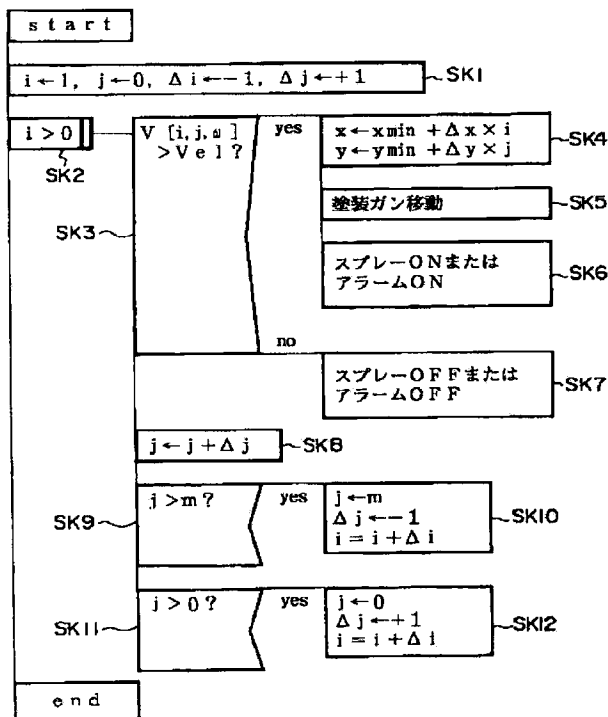 start
i←1, j←0, Δi←-1, Δj←+1
SK1
i>0
SK2
V [i,j,ω]
>Vel?
SK3
yes
x←xmin +Δx×i
y←ymin +Δy×j
SK4
塗装ガン移動
SK5
スプレーONまたは
アラームON
SK6
no
スプレーOFFまたは
アラームOFF
SK7
j←j+Δj
SK8
j>m?
SK9
yes
j←m
Δj←-1
i=i+Δi
SK10
j>0?
SK11
yes
j←0
Δj←+1
i=i+Δi
SK12
end